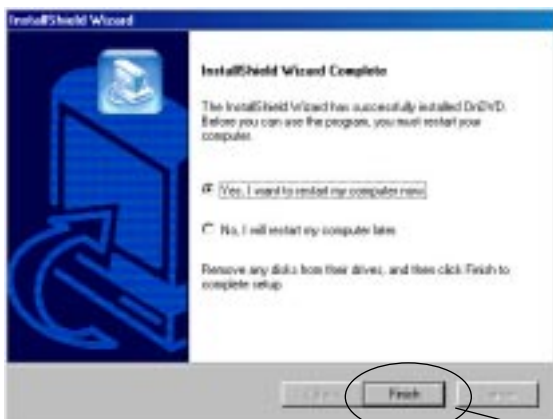 InstallShield Wizard
InstallShield Wizard Complete
The InstallShield Wizard has successfully installed OnDVD.
Before you can use the program, you must restart your
computer.
Yes, I want to restart my computer now.
No, I will restart my computer later.
Remove any disks from their drives, and then click Finish to
complete setup.
Finish